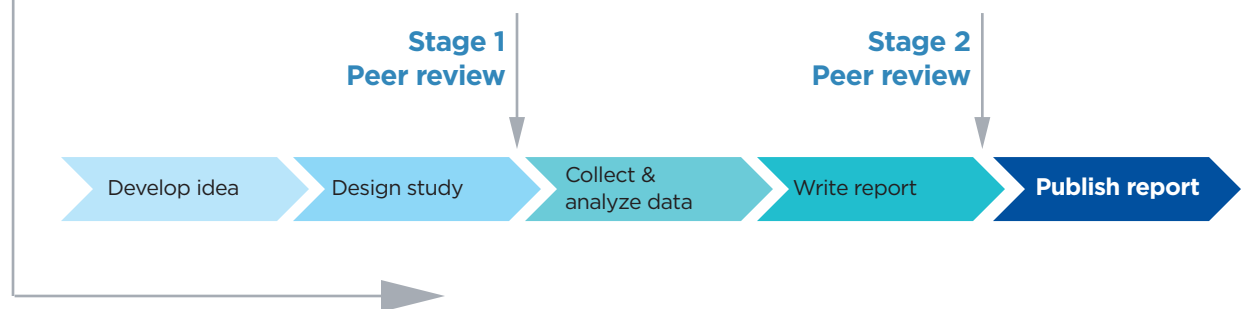 Stage 1
Peer review
Stage 2
Peer review
Develop idea
Design study
Collect &
analyze data
Write report
Publish report